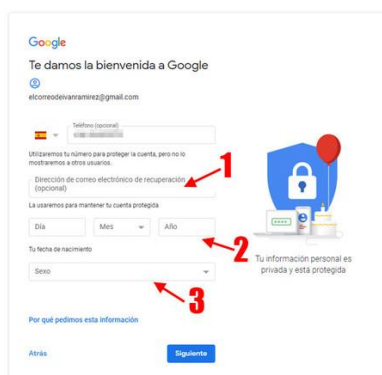 Google
Te damos la bienvenida a Google
elcorreodeivanramirez@gmail.com
Teléfono (opcional)
Utilizaremos tu número para proteger la cuenta, pero no lo
mostraremos a otros usuarios.
Dirección de correo electrónico de recuperación
(opcional)
1
La usaremos para mantener tu cuenta protegida
Día Mes Año
2
Tu fecha de nacimiento
Sexo
3
Tu información personal es
privada y está protegida
Por qué pedimos esta información
Atrás Siguiente